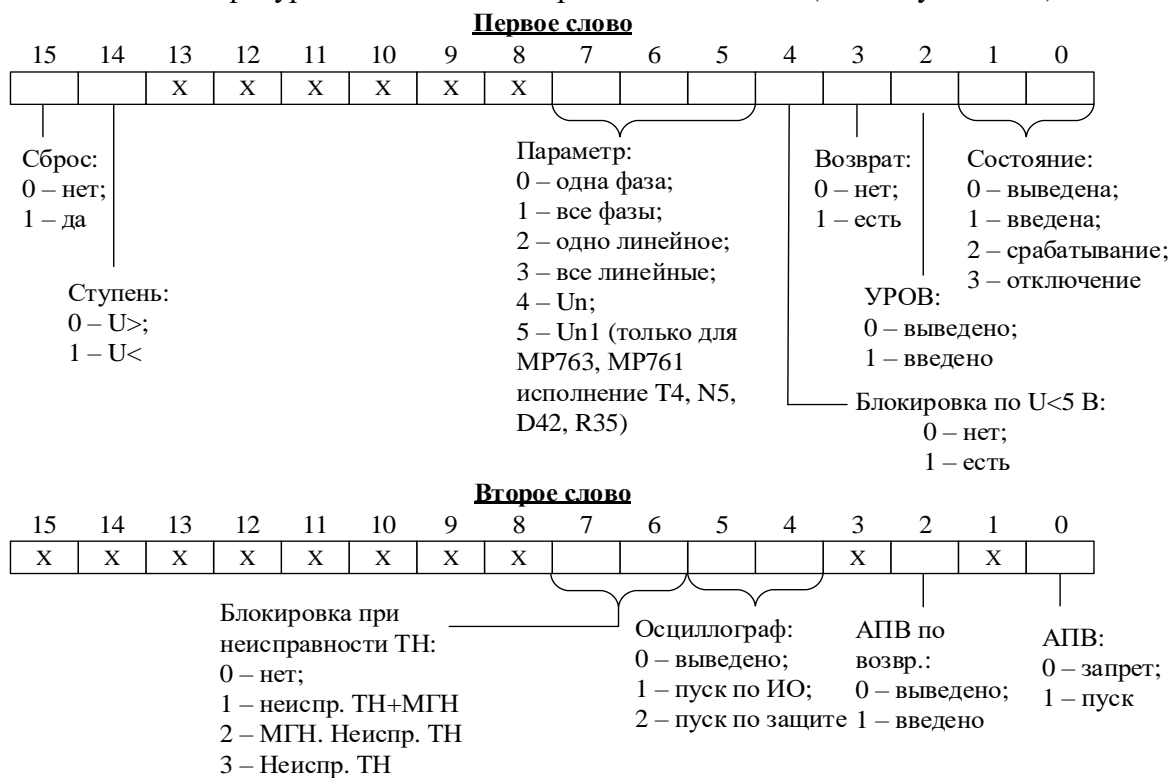 Первое слово
15 14 13 12 11 10 9 8 7 6 5 4 3 2 1 0
X X X X X X
Сброс:
0 – нет;
1 – да
Ступень:
0 – U>;
1 – U<
Параметр:
0 – одна фаза;
1 – все фазы;
2 – одно линейное;
3 – все линейные;
4 – Un;
5 – Un1 (только для
МР763, МР761
исполнение Т4, N5,
D42, R35)
Возврат:
0 – нет;
1 – есть
Состояние:
0 – выведена;
1 – введена;
2 – срабатывание;
3 – отключение
УРОВ:
0 – выведено;
1 – введено
Блокировка по U<5 В:
0 – нет;
1 – есть
Второе слово
15 14 13 12 11 10 9 8 7 6 5 4 3 2 1 0
X X X X X X X X X X
Блокировка при
неисправности ТН:
0 – нет;
1 – неиспр. ТН+МГН
2 – МГН. Неиспр. ТН
3 – Неиспр. ТН
Осциллограф:
0 – выведено;
1 – пуск по ИО;
2 – пуск по защите
АПВ по
возвр.:
0 – выведено;
1 – введено
АПВ:
0 – запрет;
1 – пуск